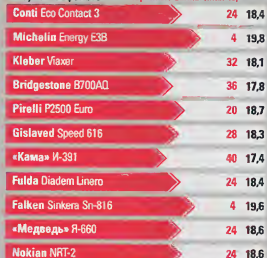 Conti Eco Contact 3 24 18,4
Michelin Energy E3B 4 19,8
Kleber Viaxer 32 18,1
Bridgestone B700AQ 36 17,8
Pirelli P2500 Euro 20 18,7
Gislaved Speed 616 28 18,3
«Кама» И-391 40 17,4
Fulda Diadem Linero 24 18,4
Falken Sinkera Sn-816 4 19,6
«Медведь» Я-660 24 18,6
Nokian NRT-2 24 18,6